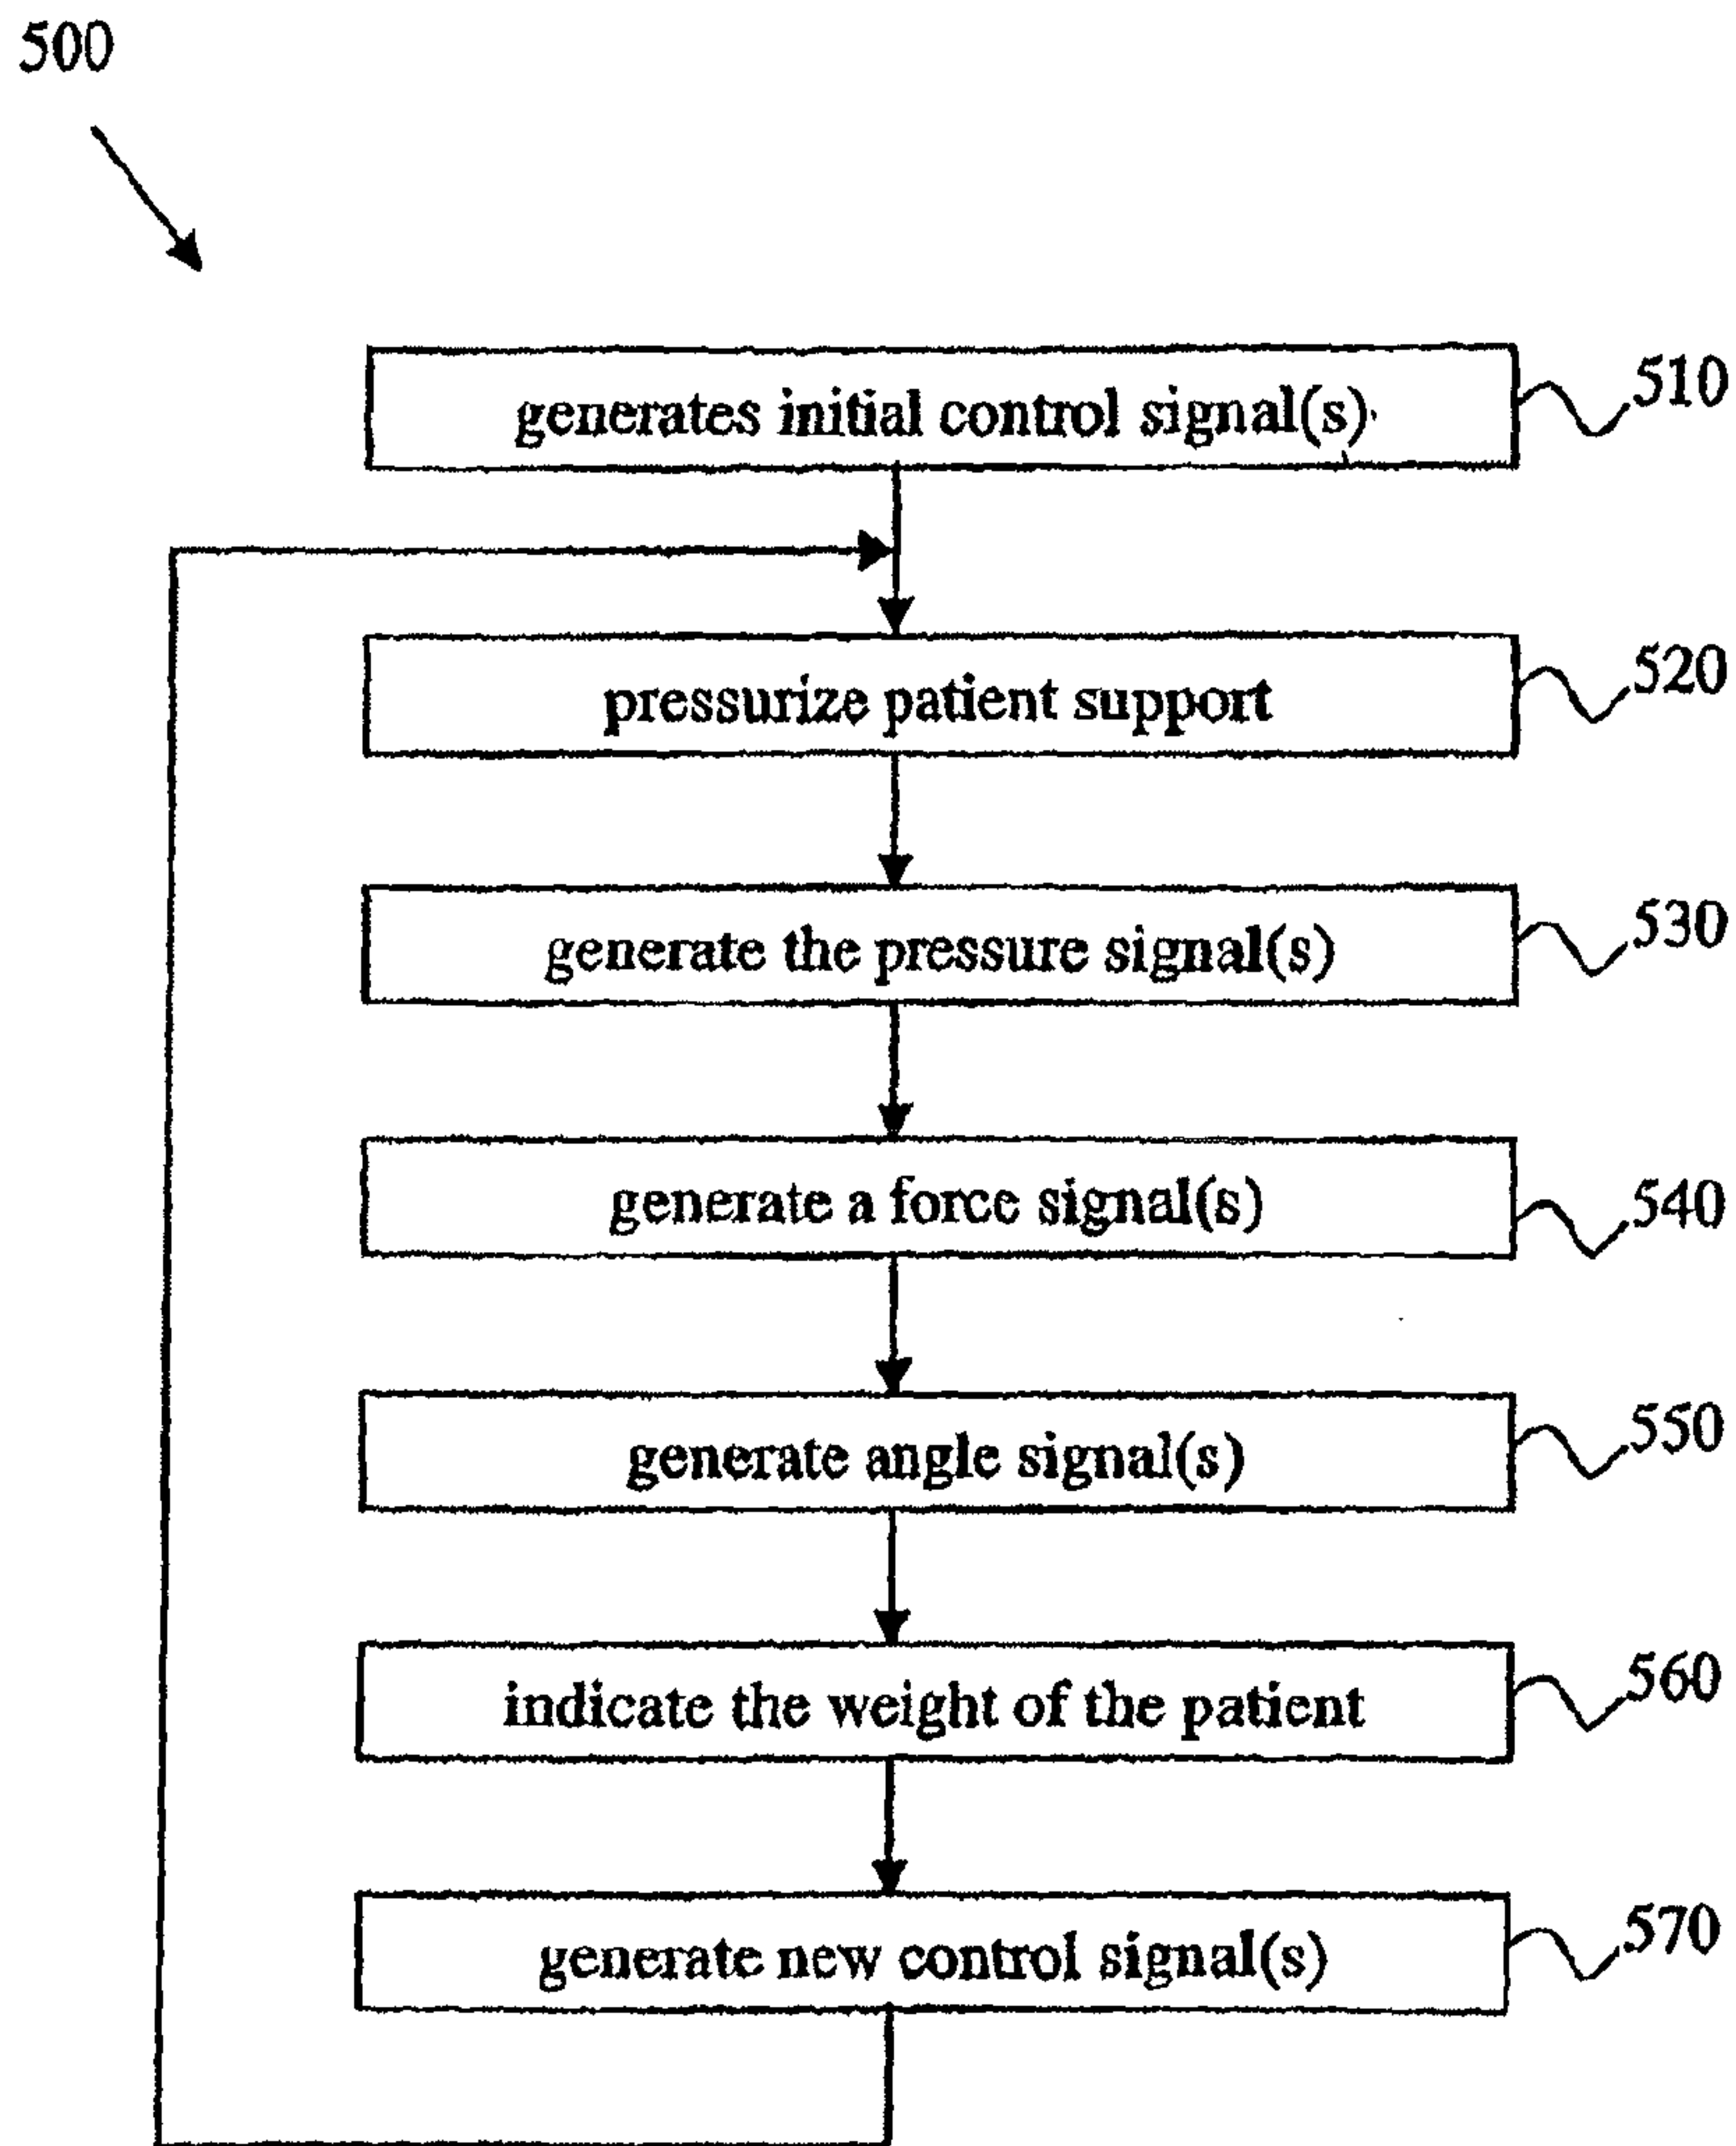 500
generates initial control signal(s)
510
pressurize patient support
520
generate the pressure signal(s)
530
generate a force signal(s)
540
generate angle signal(s)
550
indicate the weight of the patient
560
generate new control signal(s)
570